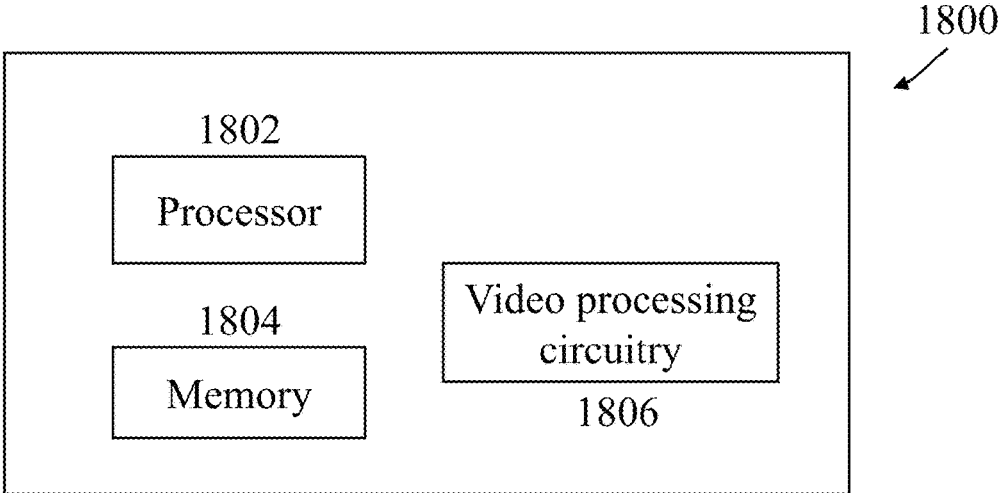 1800
1802
Processor
1804
Memory
Video processing
circuitry
1806